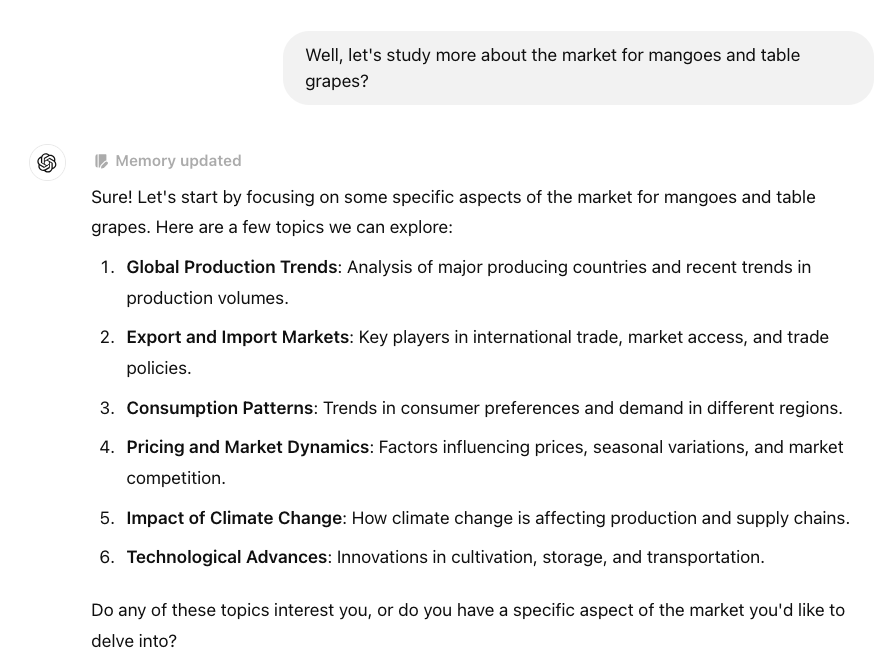 Well, let's study more about the market for mangoes and table
grapes?
Memory updated
Sure! Let's start by focusing on some specific aspects of the market for mangoes and table
grapes. Here are a few topics we can explore:
1. Global Production Trends: Analysis of major producing countries and recent trends in
production volumes.
2. Export and Import Markets: Key players in international trade, market access, and trade
policies.
3. Consumption Patterns: Trends in consumer preferences and demand in different regions.
4. Pricing and Market Dynamics: Factors influencing prices, seasonal variations, and market
competition.
5. Impact of Climate Change: How climate change is affecting production and supply chains.
6. Technological Advances: Innovations in cultivation, storage, and transportation.
Do any of these topics interest you, or do you have a specific aspect of the market you'd like to
delve into?